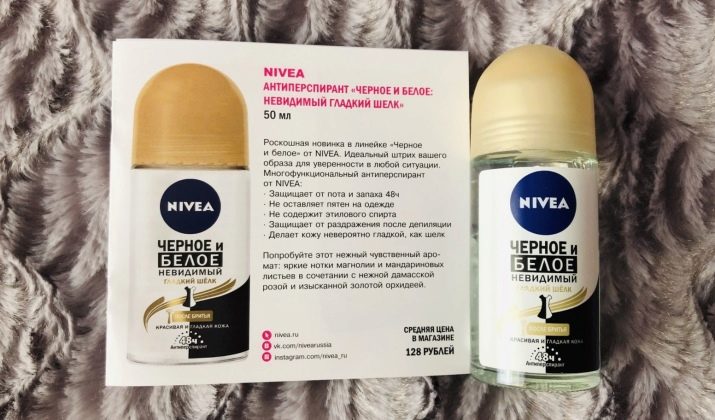 NIVEA
АНТИПЕРСПИРАНТ «ЧЕРНОЕ И БЕЛОЕ:
НЕВИДИМЫЙ ГЛАДКИЙ ШЕЛК»
50 мл
Роскошная новинка в линейке «Черное
и белое» от NIVEA. Идеальный штрих вашего
образа для уверенности в любой ситуации.
Многофункциональный антиперспирант
от NIVEA:
· Защищает от пота и запаха 48ч
· Не оставляет пятен на одежде
· Не содержит этилового спирта
· Защищает от раздражения после депиляции
· Делает кожу невероятно гладкой, как шелк
Попробуйте этот нежный чувственный аро-
мат: яркие нотки магнолии и мандариновых
листьев в сочетании с нежной дамасской
розой и изысканной золотой орхидеей.
nivea.ru
vk.com/nivearussia
instagram.com/nivea_ru
СРЕДНЯЯ ЦЕНА
В МАГАЗИНЕ
128 РУБЛЕЙ
NIVEA
ЧЕРНОЕ И
БЕЛОЕ
НЕВИДИМЫЙ
ГЛАДКИЙ ШЁЛК
ПОСЛЕ БРИТЬЯ
КРАСИВАЯ И ГЛАДКАЯ КОЖА
48ч
Антиперспирант
NIVEA
ЧЕРНОЕ И
БЕЛОЕ
НЕВИДИМЫЙ
ГЛАДКИЙ ШЁЛК
ПОСЛЕ БРИТЬЯ
КРАСИВАЯ И ГЛАДКАЯ КОЖА
48ч
Антиперспирант